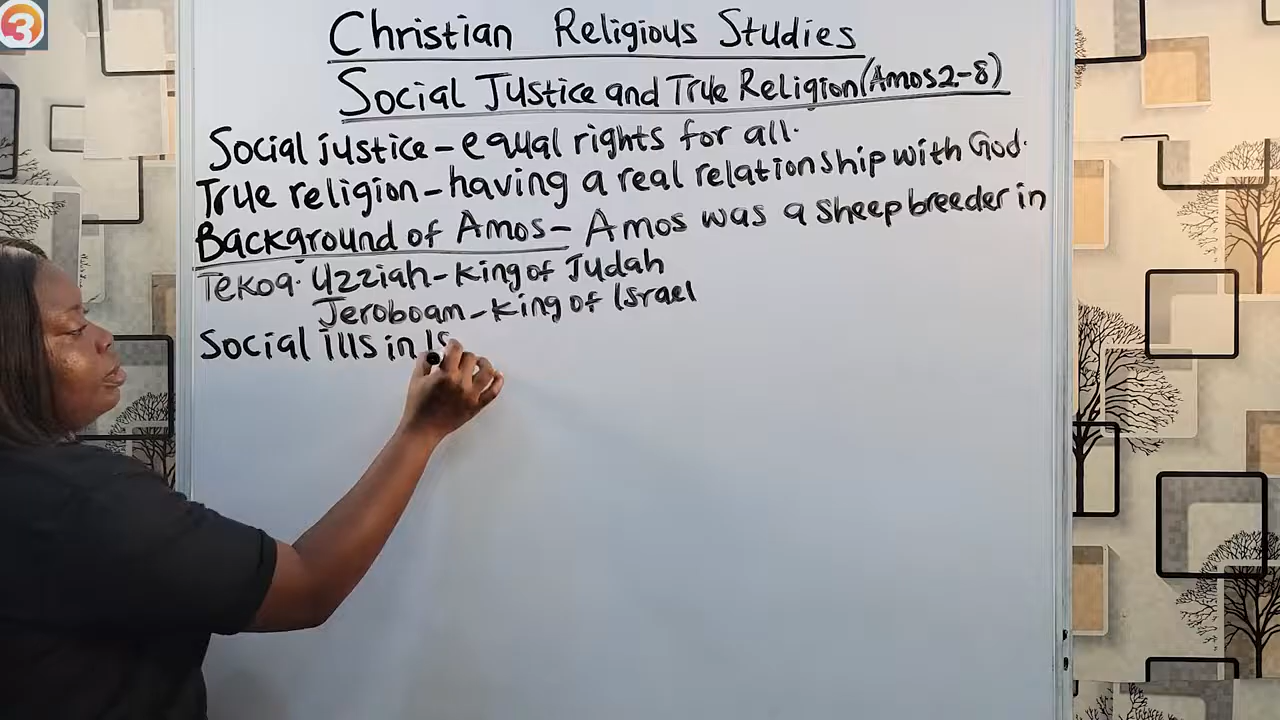 3
Christian Religious Studies
Social Justice and True Religion (Amos 2-8)
Social justice - equal rights for all.
True religion - having a real relationship with God.
Background of Amos - Amos was a sheep breeder in
Tekoa. Uzziah - King of Judah
Jeroboam - King of Israel
Social ills in Is